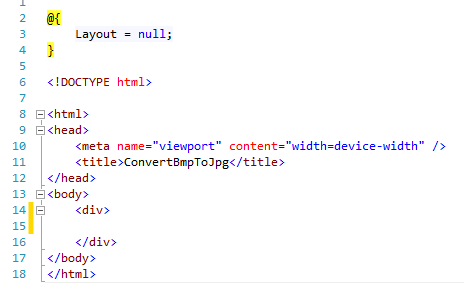 1
2 @{
3     Layout = null;
4 }
5
6 <!DOCTYPE html>
7
8 <html>
9 <head>
10     <meta name="viewport" content="width=device-width" />
11     <title>ConvertBmpToJpg</title>
12 </head>
13 <body>
14     <div>
15
16     </div>
17 </body>
18 </html>